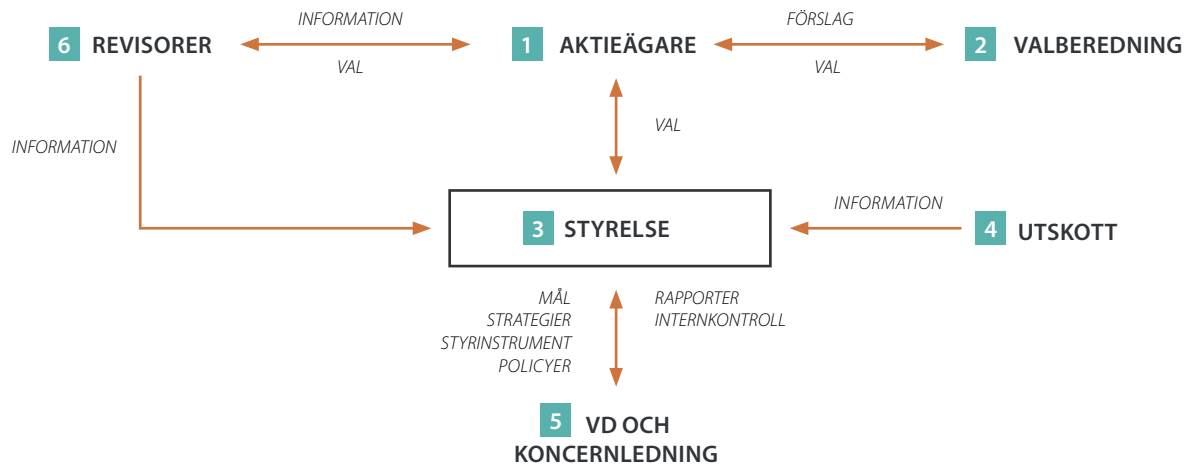 INFORMATION
FÖRSLAG
6 REVISORER
1 AKTIEÄGARE
2 VALBEREDNING
VAL
VAL
VAL
INFORMATION
INFORMATION
3 STYRELSE
4 UTSKOTT
MÅL
STRATEGIER
STYRINSTRUMENT
POLICYER
RAPPORTER
INTERNKONTROLL
5 VD OCH
KONCERNLEDNING